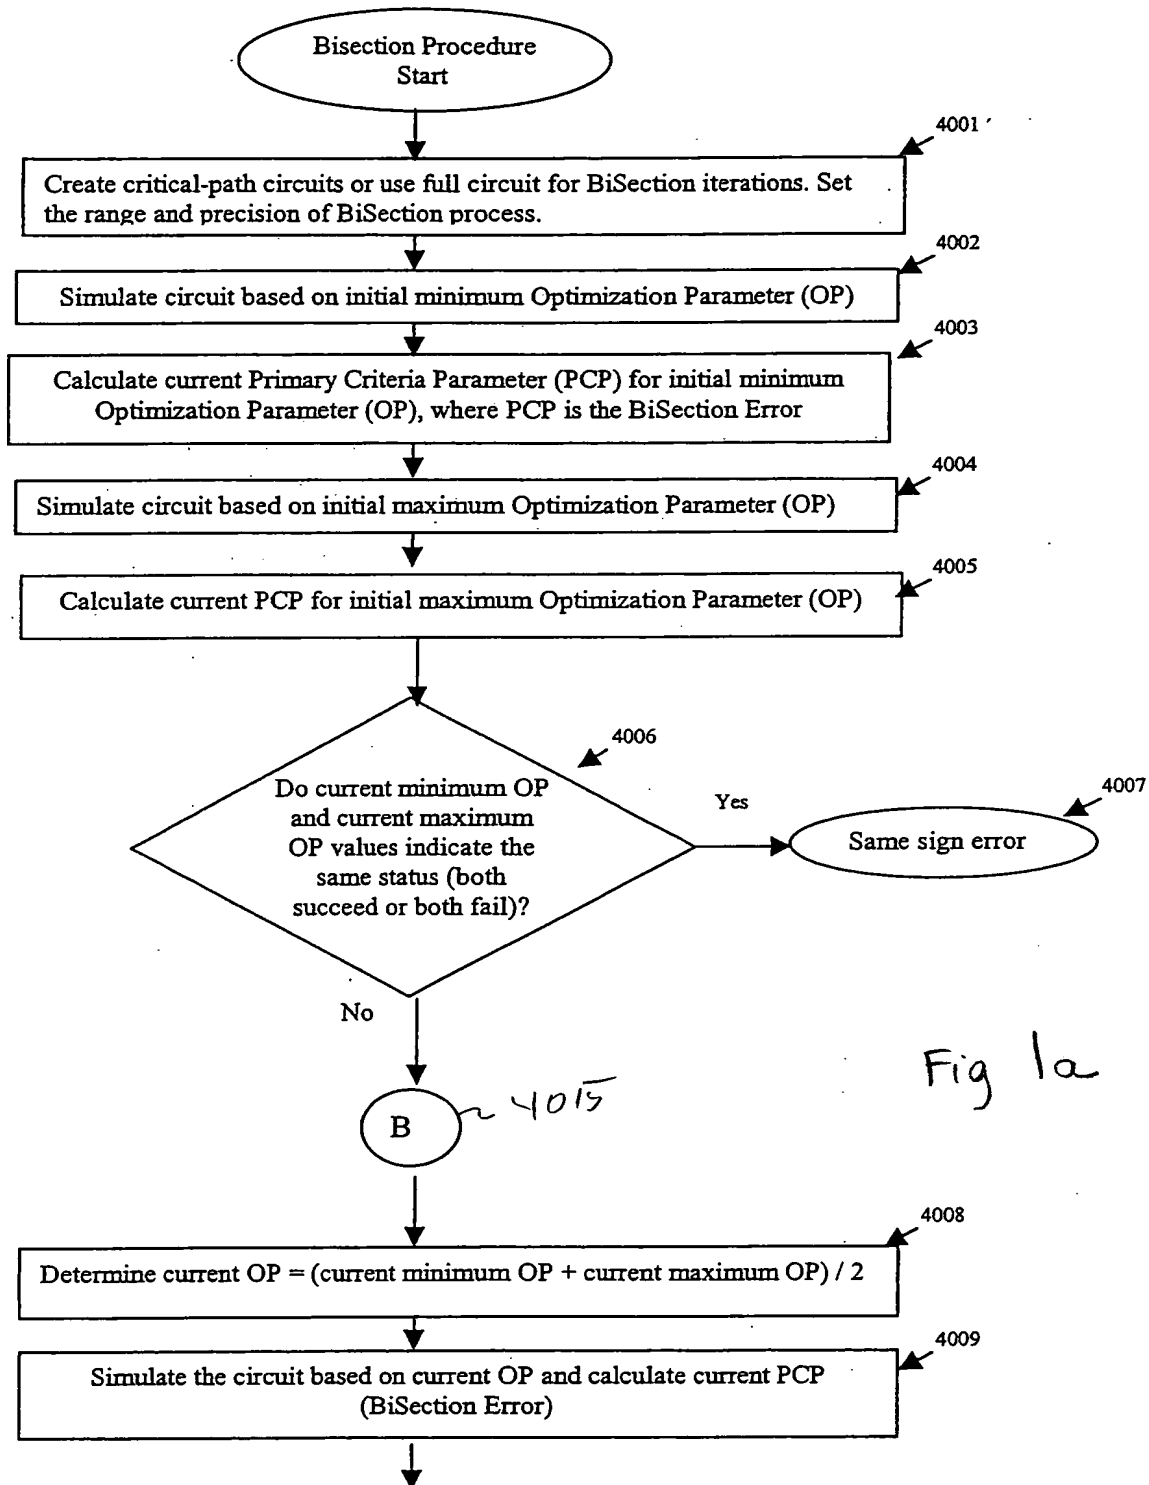 Bisection Procedure
Start
4001
Create critical-path circuits or use full circuit for BiSection iterations. Set
the range and precision of BiSection process.
4002
Simulate circuit based on initial minimum Optimization Parameter (OP)
4003
Calculate current Primary Criteria Parameter (PCP) for initial minimum
Optimization Parameter (OP), where PCP is the BiSection Error
4004
Simulate circuit based on initial maximum Optimization Parameter (OP)
4005
Calculate current PCP for initial maximum Optimization Parameter (OP)
4006
Do current minimum OP
and current maximum
OP values indicate the
same status (both
succeed or both fail)?
Yes
4007
Same sign error
No
Fig 1a
B
4015
4008
Determine current OP = (current minimum OP + current maximum OP) / 2
4009
Simulate the circuit based on current OP and calculate current PCP
(BiSection Error)